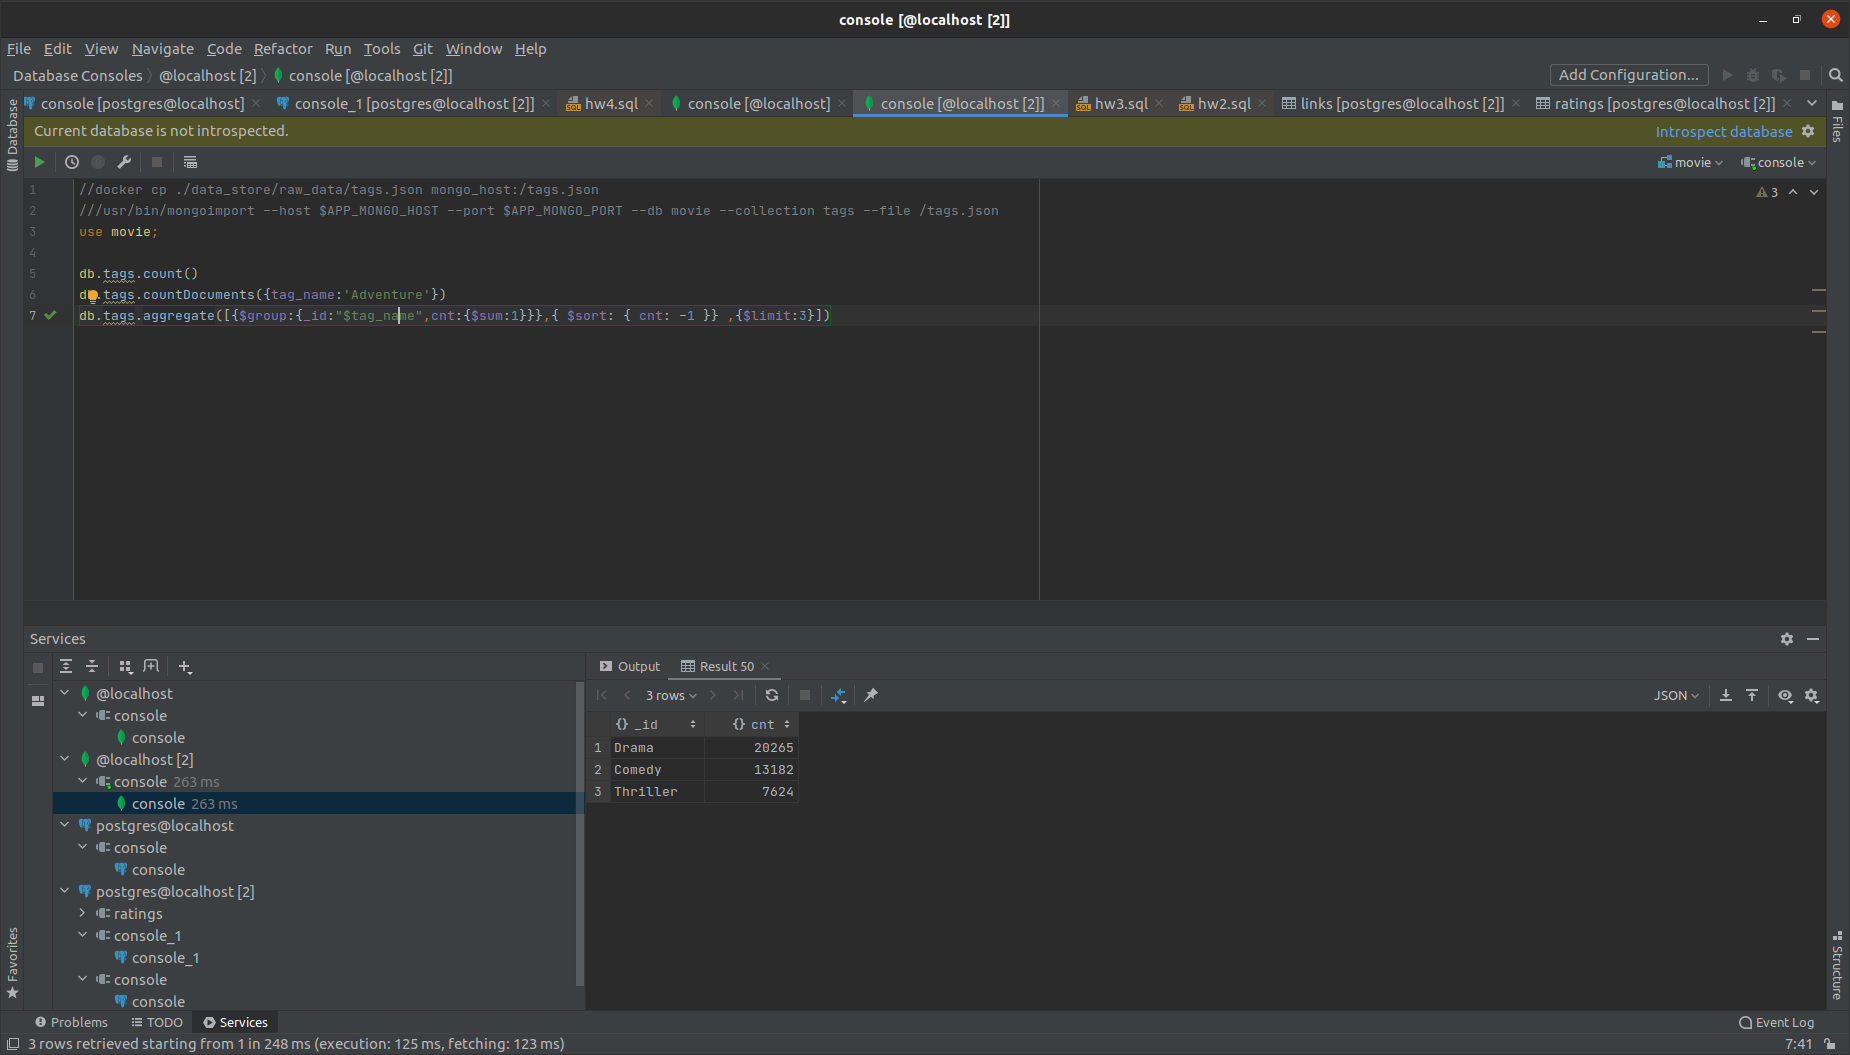 console [@localhost [2]]
File Edit View Navigate Code Refactor Run Tools Git Window Help
Database Consoles @localhost [2] console [@localhost [2]]
Add Configuration...
console [postgres@localhost] console_1 [postgres@localhost [2]] hw4.sql console [@localhost] console [@localhost [2]] hw3.sql hw2.sql links [postgres@localhost [2]] ratings [postgres@localhost [2]]
Database
Files
Current database is not introspected.
Introspect database
movie console
3
1 //docker cp ./data_store/raw_data/tags.json mongo_host:/tags.json
2 ///usr/bin/mongoimport --host $APP_MONGO_HOST --port $APP_MONGO_PORT --db movie --collection tags --file /tags.json
3 use movie;
4
5 db.tags.count()
6 db.tags.countDocuments({tag_name:'Adventure'})
7 db.tags.aggregate([{$group:{_id:"$tag_name",cnt:{$sum:1}}},{ $sort: { cnt: -1 }} ,{$limit:3}])
Services
@localhost
console
console
@localhost [2]
console 263 ms
console 263 ms
postgres@localhost
console
console
postgres@localhost [2]
ratings
console_1
console_1
console
console
Output Result 50
3 rows
JSON
{} _id {} cnt
1 Drama 20265
2 Comedy 13182
3 Thriller 7624
Favorites
Structure
Problems TODO Services
Event Log
3 rows retrieved starting from 1 in 248 ms (execution: 125 ms, fetching: 123 ms)
7:41